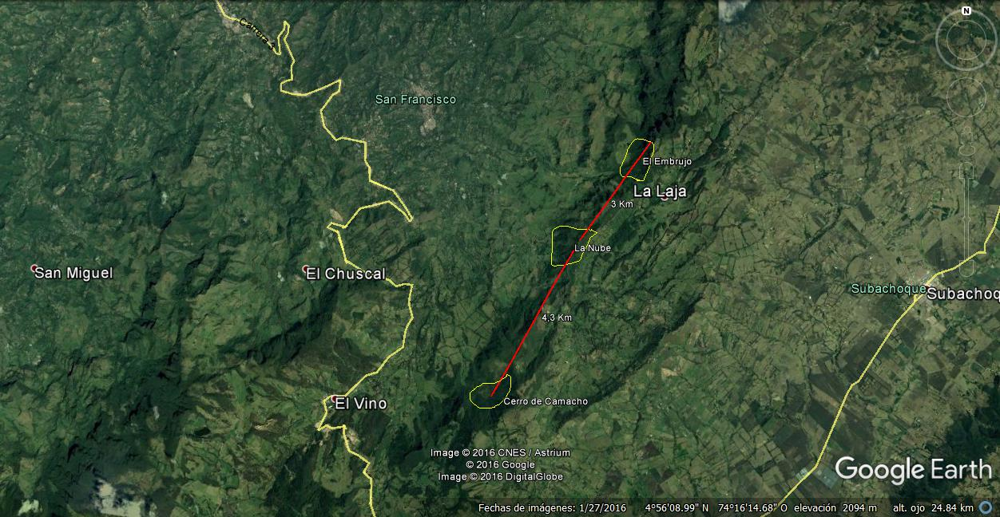 N
Carrera 5
San Francisco
El Embrujo
La Laja
3 Km
La Nube
San Miguel
El Chuscal
Subachoque
Subachoq
4,3 Km
El Vino
Cerro de Camacho
Image © 2016 CNES / Astrium
© 2016 Google
Image © 2016 DigitalGlobe
Google Earth
Fechas de imágenes: 1/27/2016 4°56'08.99" N 74°16'14.68" O elevación 2094 m alt. ojo 24.84 km